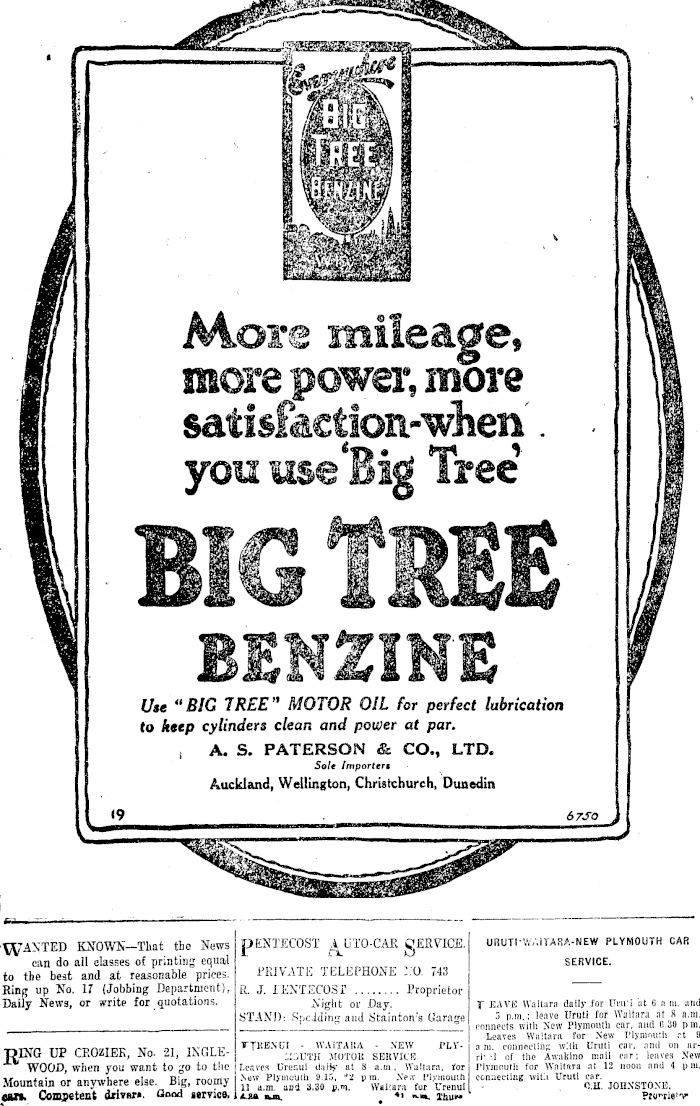 Everywhere
BIG
TREE
BENZINE
More mileage,
more power, more
satisfaction-when
you use 'Big Tree'
BIG TREE
BENZINE
Use "BIG TREE" MOTOR OIL for perfect lubrication
to keep cylinders clean and power at par.
A. S. PATERSON & CO., LTD.
Sole Importers
Auckland, Wellington, Christchurch, Dunedin
19
6750
WANTED KNOWN—That the News
can do all classes of printing equal
to the best and at reasonable prices.
Ring up No. 17 (Jobbing Department),
Daily News, or write for quotations.
RING UP CROZIER, No. 21, INGLE-
WOOD, when you want to go to the
Mountain or anywhere else. Big, roomy
cars. Competent drivers. Good service.
PENTECOST AUTO-CAR SERVICE.
PRIVATE TELEPHONE NO. 743
R. J. PENTECOST ........ Proprietor
Night or Day.
STAND: Spelding and Stainton's Garage
URENUI - WAITARA - NEW PLY-
MOUTH MOTOR SERVICE
Leaves Urenui daily at 8 a.m., Waitara, for
New Plymouth 9.15, 2 p.m. New Plymouth
11 a.m. and 3.30 p.m. Waitara for Urenui
4.30 p.m. Thurs
URUTI-WAITARA-NEW PLYMOUTH CAR
SERVICE.
LEAVE Waitara daily for Uruti at 6 a.m. and
5 p.m.; leave Uruti for Waitara at 8 a.m.
connects with New Plymouth car, and 6.30 p.m.
Leaves Waitara for New Plymouth at 9
a.m. connecting with Uruti car, and on ar-
rival of the Awakino mail car; leaves New
Plymouth for Waitara at 12 noon and 4 p.m.
connecting with Uruti car.
C.H. JOHNSTONE,
Proprietor